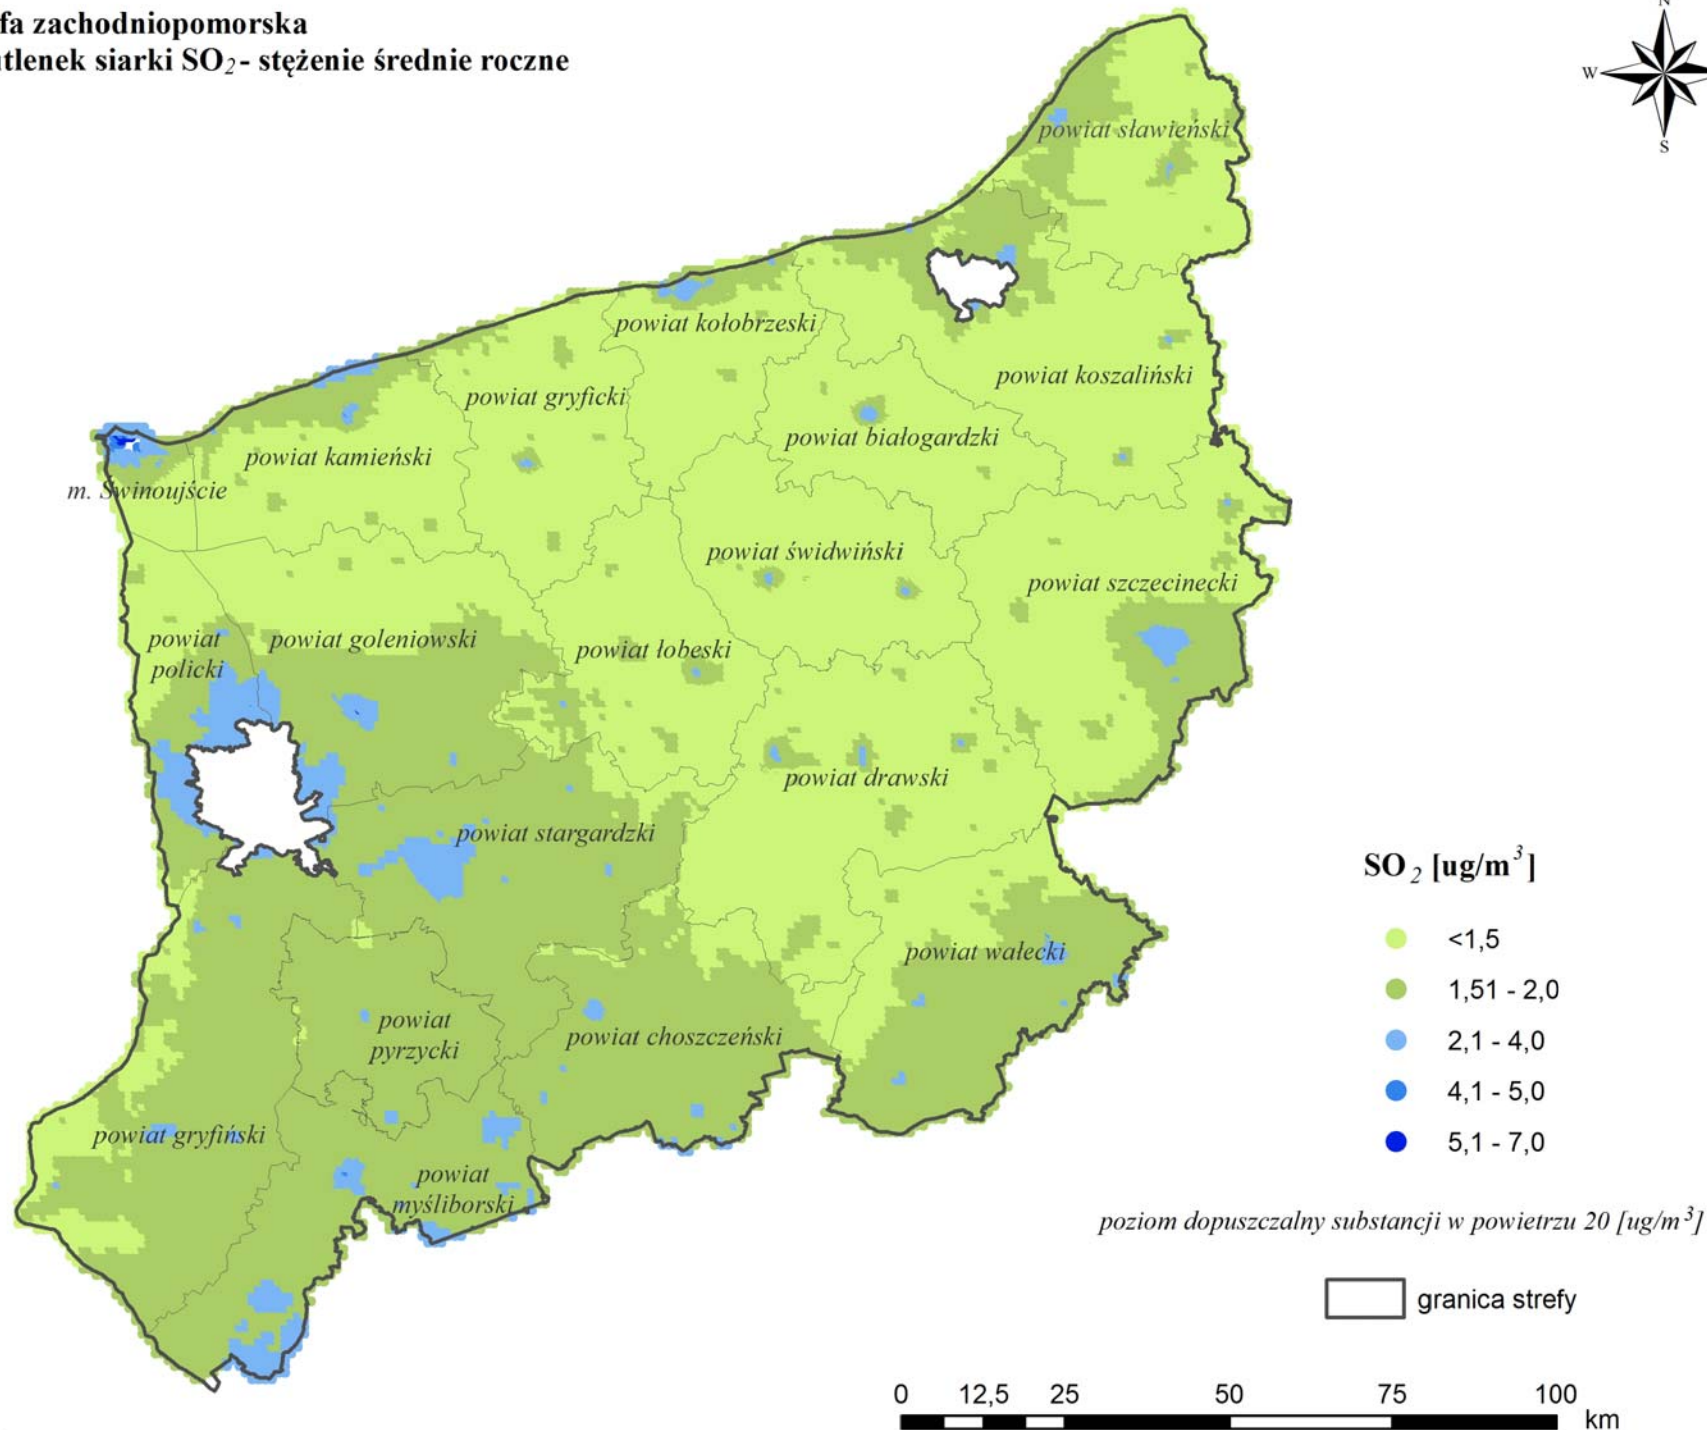 fa zachodniopomorska
utlenek siarki SO2 - stężenie średnie roczne
N
W
S
powiat sławieński
powiat kołobrzeski
powiat koszaliński
powiat gryficki
powiat białogardzki
powiat kamieński
m. Świnoujście
powiat świdwiński
powiat szczecinecki
powiat
policki
powiat goleniowski
powiat łobeski
powiat drawski
powiat stargardzki
powiat wałecki
powiat
pyrzycki
powiat choszczeński
powiat gryfiński
powiat
myśliborski
SO2 [ug/m3]
<1,5
1,51 - 2,0
2,1 - 4,0
4,1 - 5,0
5,1 - 7,0
poziom dopuszczalny substancji w powietrzu 20 [ug/m3]
granica strefy
0 12,5 25 50 75 100
km